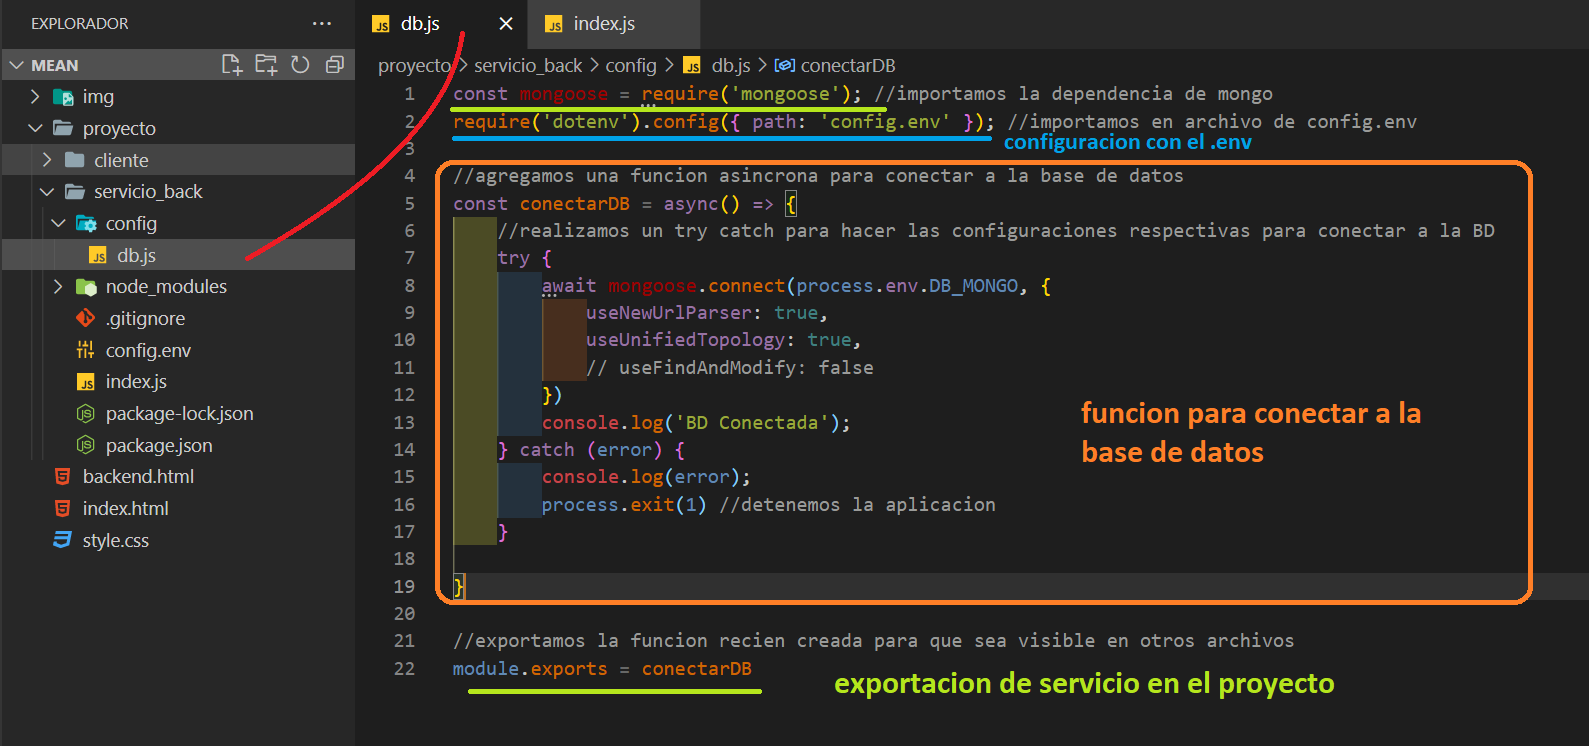 EXPLORADOR ...
MEAN
img
proyecto
cliente
servicio_back
config
JS db.js
node_modules
.gitignore
config.env
JS index.js
package-lock.json
package.json
backend.html
index.html
style.css
JS db.js
JS index.js
proyecto > servicio_back > config > JS db.js > conectarDB
1 const mongoose = require('mongoose'); //importamos la dependencia de mongo
2 require('dotenv').config({ path: 'config.env' }); //importamos en archivo de config.env
configuracion con el .env
3
4 //agregamos una funcion asincrona para conectar a la base de datos
5 const conectarDB = async() => {
6 //realizamos un try catch para hacer las configuraciones respectivas para conectar a la BD
7 try {
8 await mongoose.connect(process.env.DB_MONGO, {
9 useNewUrlParser: true,
10 useUnifiedTopology: true,
11 // useFindAndModify: false
12 })
13 console.log('BD Conectada');
14 } catch (error) {
15 console.log(error);
16 process.exit(1) //detenemos la aplicacion
17 }
18
19 }
funcion para conectar a la
base de datos
20
21 //exportamos la funcion recien creada para que sea visible en otros archivos
22 module.exports = conectarDB
exportacion de servicio en el proyecto